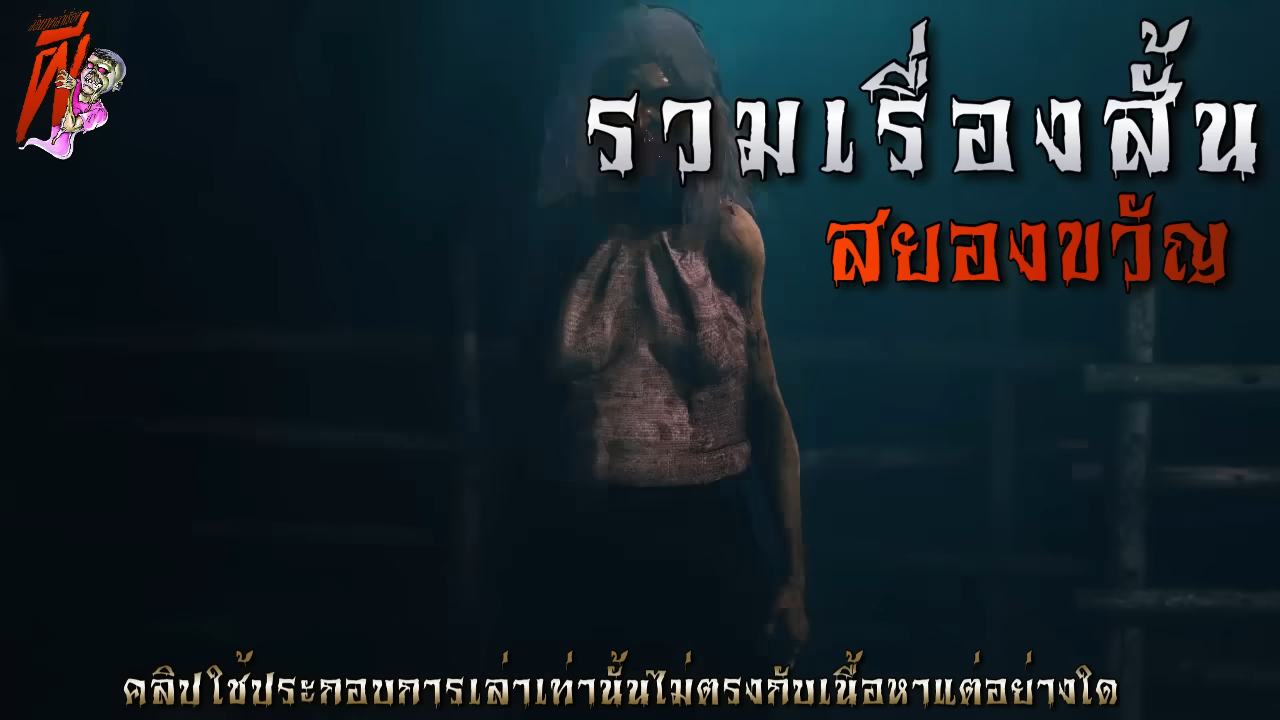 ผี
รวมเรื่องสั้น
สยองขวัญ
คลิปใช้ประกอบการเล่าเท่านั้นไม่ตรงกับเนื้อหาแต่อย่างใด